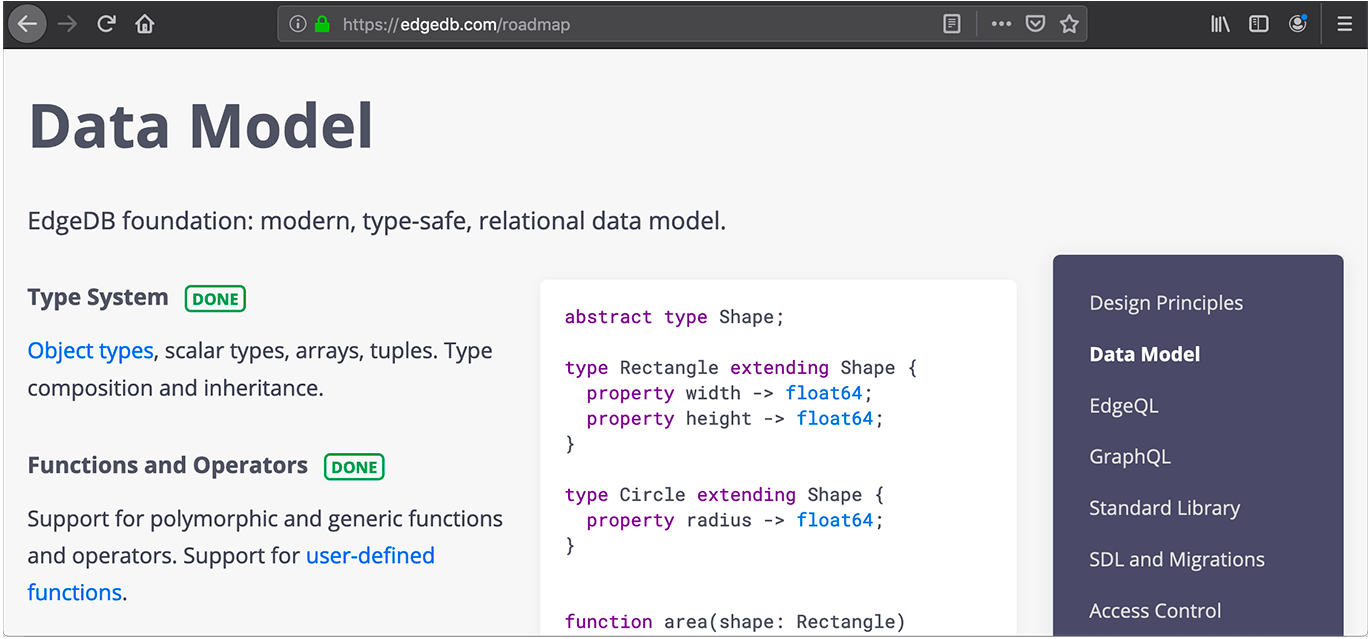 https://edgedb.com/roadmap
Data Model
EdgeDB foundation: modern, type-safe, relational data model.
Type System DONE
Object types, scalar types, arrays, tuples. Type
composition and inheritance.
Functions and Operators DONE
Support for polymorphic and generic functions
and operators. Support for user-defined
functions.
abstract type Shape;
type Rectangle extending Shape {
  property width -> float64;
  property height -> float64;
}
type Circle extending Shape {
  property radius -> float64;
}
function area(shape: Rectangle)
Design Principles
Data Model
EdgeQL
GraphQL
Standard Library
SDL and Migrations
Access Control